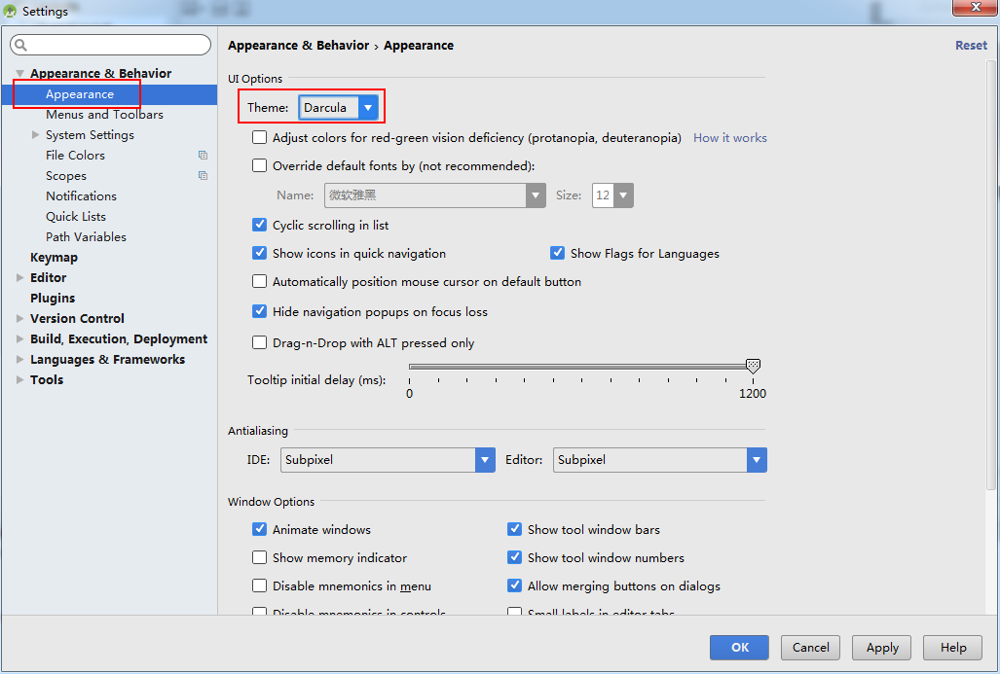 Settings
Appearance & Behavior › Appearance
Reset
Appearance & Behavior
Appearance
Menus and Toolbars
System Settings
File Colors
Scopes
Notifications
Quick Lists
Path Variables
Keymap
Editor
Plugins
Version Control
Build, Execution, Deployment
Languages & Frameworks
Tools
UI Options
Theme: Darcula
Adjust colors for red-green vision deficiency (protanopia, deuteranopia) How it works
Override default fonts by (not recommended):
Name: 微软雅黑 Size: 12
Cyclic scrolling in list
Show icons in quick navigation Show Flags for Languages
Automatically position mouse cursor on default button
Hide navigation popups on focus loss
Drag-n-Drop with ALT pressed only
Tooltip initial delay (ms):
0 1200
Antialiasing
IDE: Subpixel Editor: Subpixel
Window Options
Animate windows Show tool window bars
Show memory indicator Show tool window numbers
Disable mnemonics in menu Allow merging buttons on dialogs
Disable mnemonics in controls Small labels in editor tabs
OK Cancel Apply Help